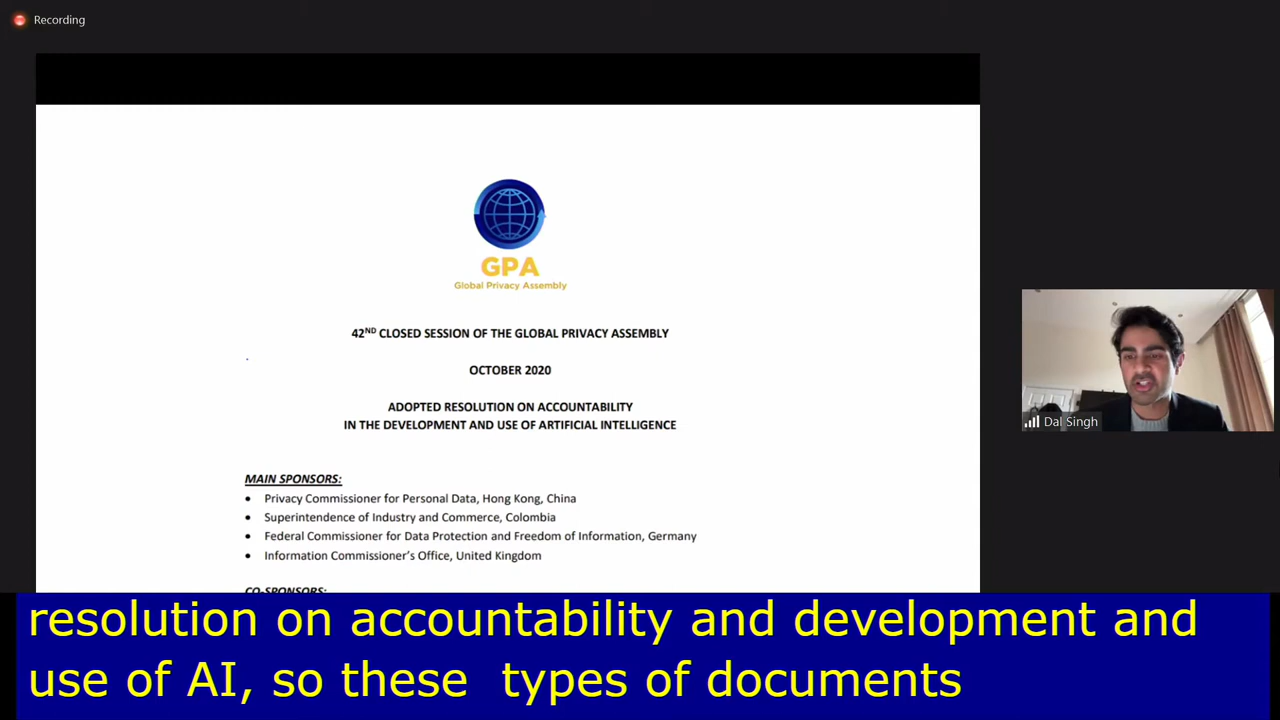 Recording
GPA
Global Privacy Assembly
42ND CLOSED SESSION OF THE GLOBAL PRIVACY ASSEMBLY
OCTOBER 2020
ADOPTED RESOLUTION ON ACCOUNTABILITY
IN THE DEVELOPMENT AND USE OF ARTIFICIAL INTELLIGENCE
MAIN SPONSORS:
• Privacy Commissioner for Personal Data, Hong Kong, China
• Superintendence of Industry and Commerce, Colombia
• Federal Commissioner for Data Protection and Freedom of Information, Germany
• Information Commissioner's Office, United Kingdom
CO-SPONSORS:
Dal Singh
resolution on accountability and development and
use of AI, so these  types of documents